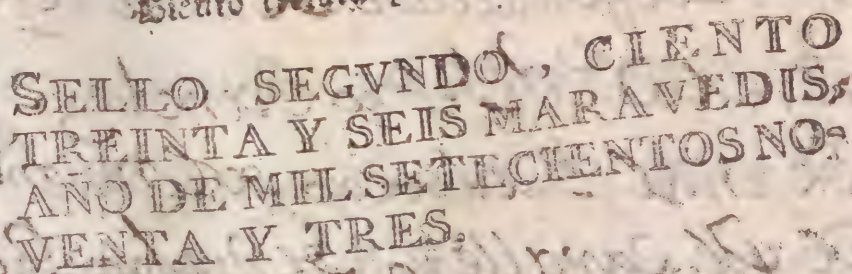 SELLO SEGVNDO, CIENTO
TREINTA Y SEIS MARAVEDIS,
AÑO DE MIL SETECIENTOS NO-
VENTA Y TRES.